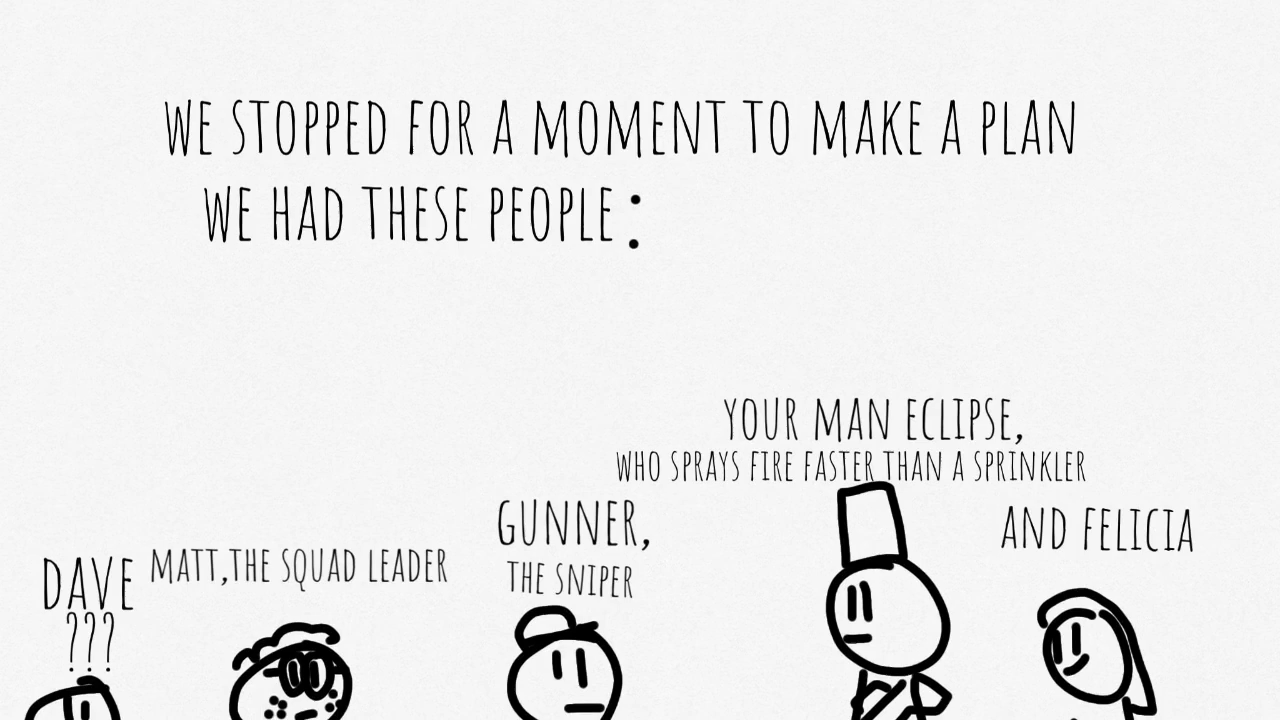 WE STOPPED FOR A MOMENT TO MAKE A PLAN
WE HAD THESE PEOPLE:
YOUR MAN ECLIPSE,
WHO SPRAYS FIRE FASTER THAN A SPRINKLER
GUNNER,
THE SNIPER
AND FELICIA
MATT,THE SQUAD LEADER
DAVE
???